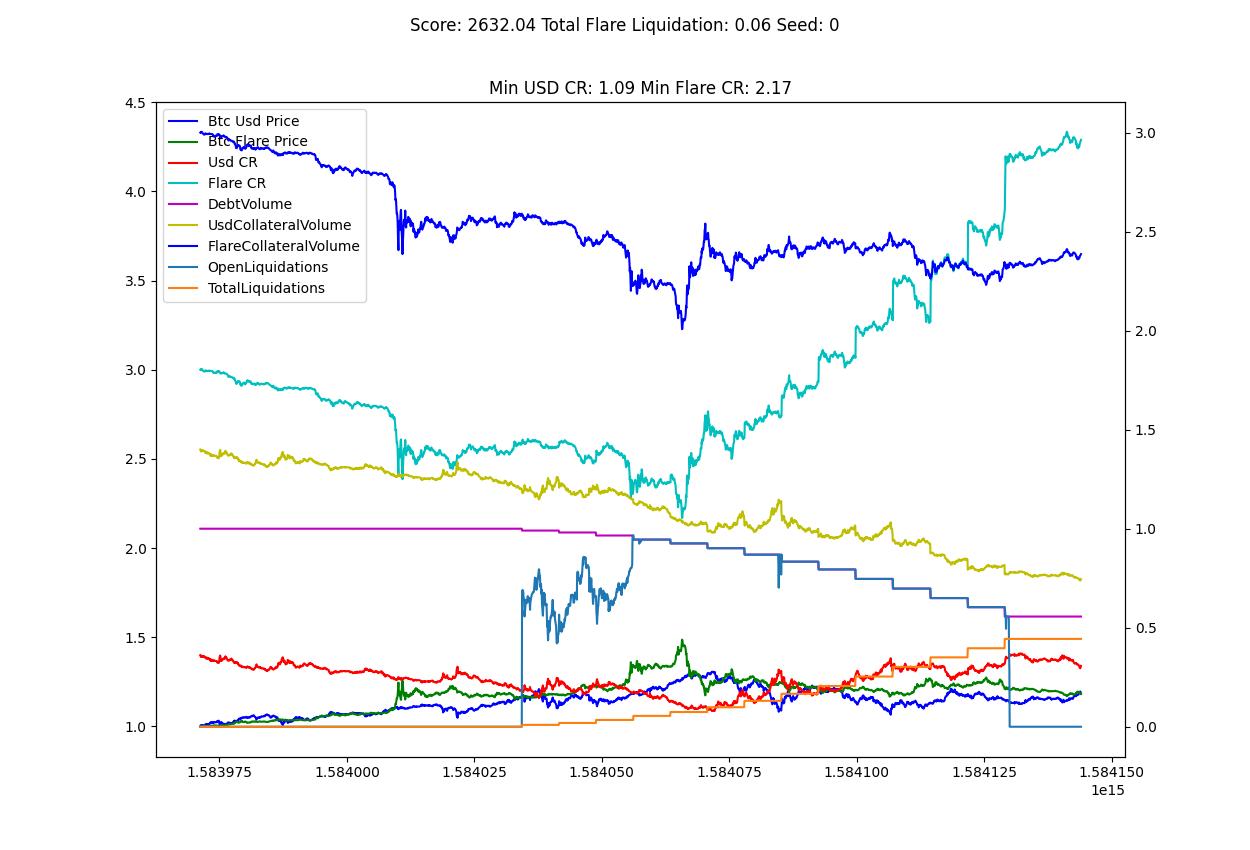 Score: 2632.04 Total Flare Liquidation: 0.06 Seed: 0
Min USD CR: 1.09 Min Flare CR: 2.17
Btc Usd Price
Btc Flare Price
Usd CR
Flare CR
DebtVolume
UsdCollateralVolume
FlareCollateralVolume
OpenLiquidations
TotalLiquidations
4.5
4.0
3.5
3.0
2.5
2.0
1.5
1.0
3.0
2.5
2.0
1.5
1.0
0.5
0.0
1.583975 1.584000 1.584025 1.584050 1.584075 1.584100 1.584125 1.584150
1e15